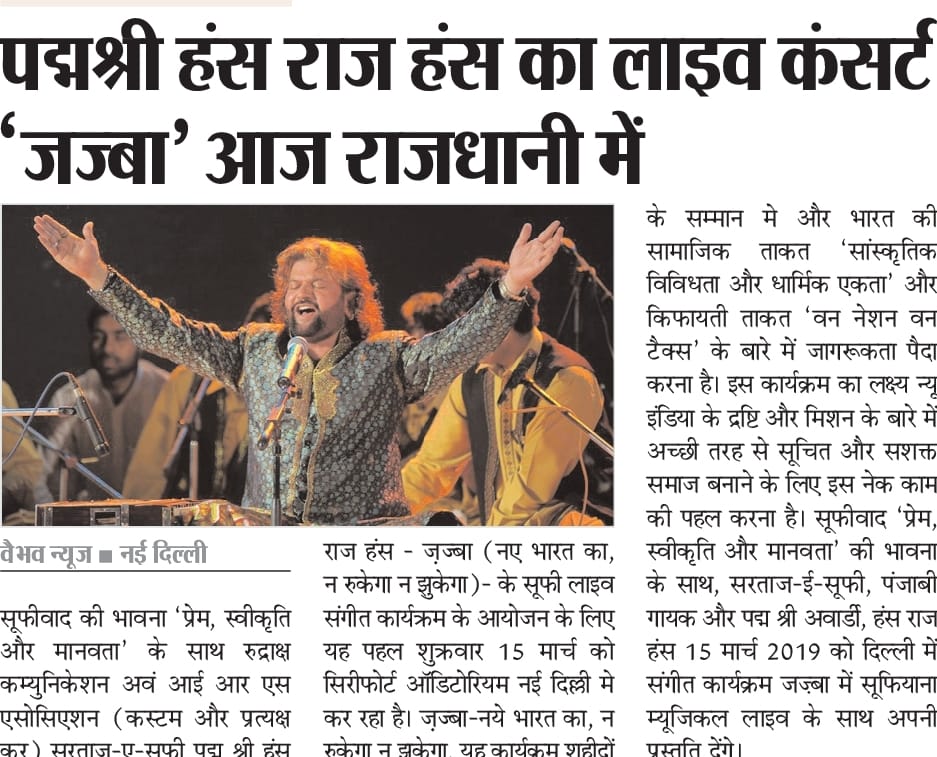 पद्मश्री हंस राज हंस का लाइव कंसर्ट
‘जज्बा’ आज राजधानी में
वैभव न्यूज ■ नई दिल्ली
सूफीवाद की भावना ‘प्रेम, स्वीकृति
और मानवता’ के साथ रुद्राक्ष
कम्युनिकेशन अवं आई आर एस
एसोसिएशन (कस्टम और प्रत्यक्ष
कर) सरताज-ए-सूफी पद्म श्री हंस
राज हंस - ज़ज़्बा (नए भारत का,
न रुकेगा न झुकेगा)- के सूफी लाइव
संगीत कार्यक्रम के आयोजन के लिए
यह पहल शुक्रवार 15 मार्च को
सिरीफोर्ट ऑडिटोरियम नई दिल्ली मे
कर रहा है। ज़ज़्बा-नये भारत का, न
रुकेगा न झुकेगा, यह कार्यक्रम शहीदों
के सम्मान मे और भारत की
सामाजिक ताकत ‘सांस्कृतिक
विविधता और धार्मिक एकता’ और
किफायती ताकत ‘वन नेशन वन
टैक्स’ के बारे में जागरूकता पैदा
करना है। इस कार्यक्रम का लक्ष्य न्यू
इंडिया के द्रष्टि और मिशन के बारे में
अच्छी तरह से सूचित और सशक्त
समाज बनाने के लिए इस नेक काम
की पहल करना है। सूफीवाद ‘प्रेम,
स्वीकृति और मानवता’ की भावना
के साथ, सरताज-ई-सूफी, पंजाबी
गायक और पद्म श्री अवार्डी, हंस राज
हंस 15 मार्च 2019 को दिल्ली में
संगीत कार्यक्रम जज़्बा में सूफियाना
म्यूजिकल लाइव के साथ अपनी
प्रस्तुति देंगे।